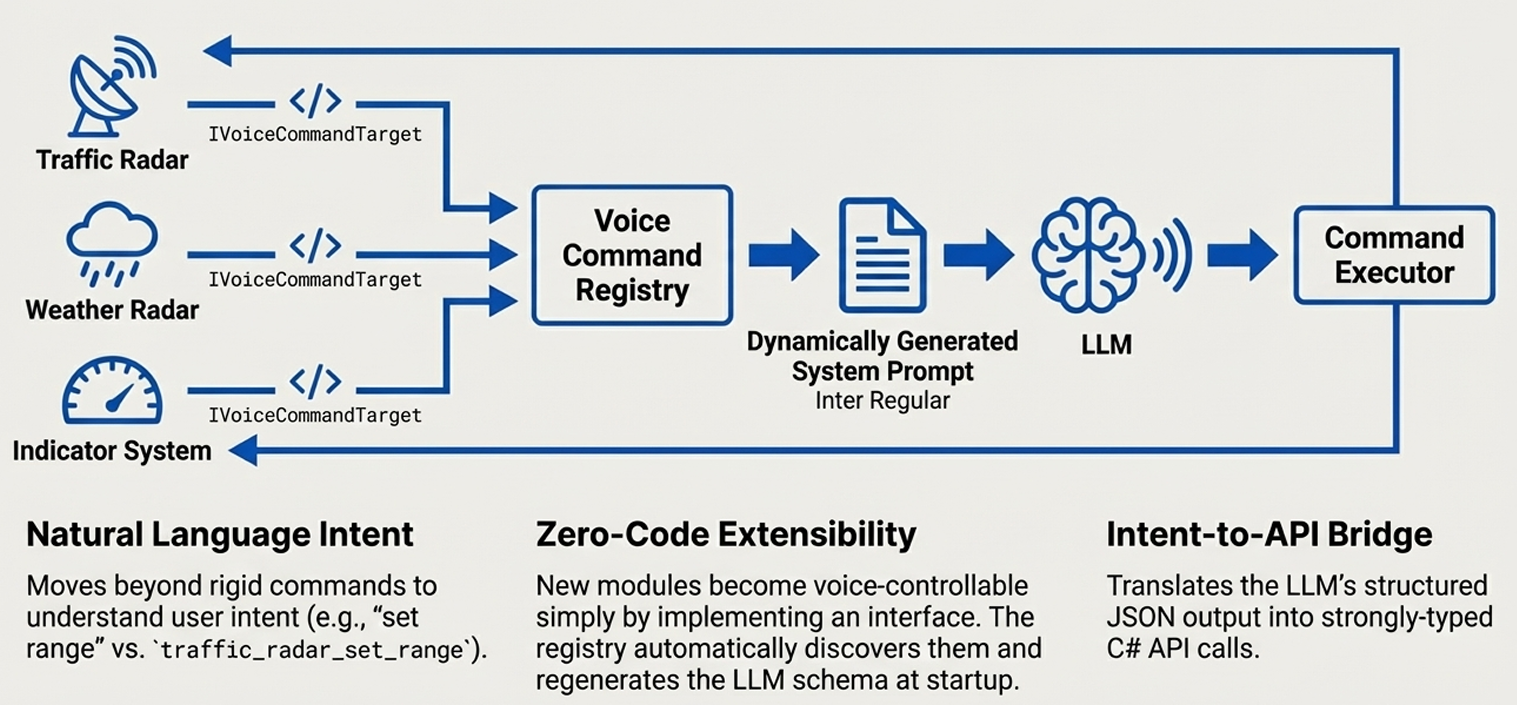 Traffic Radar
</>
IVoiceCommandTarget
Weather Radar
</>
IVoiceCommandTarget
Indicator System
</>
IVoiceCommandTarget
Voice
Command
Registry
Dynamically Generated
System Prompt
Inter Regular
LLM
Command
Executor
Natural Language Intent
Moves beyond rigid commands to
understand user intent (e.g., “set
range” vs. `traffic_radar_set_range`).
Zero-Code Extensibility
New modules become voice-controllable
simply by implementing an interface. The
registry automatically discovers them and
regenerates the LLM schema at startup.
Intent-to-API Bridge
Translates the LLM’s structured
JSON output into strongly-typed
C# API calls.